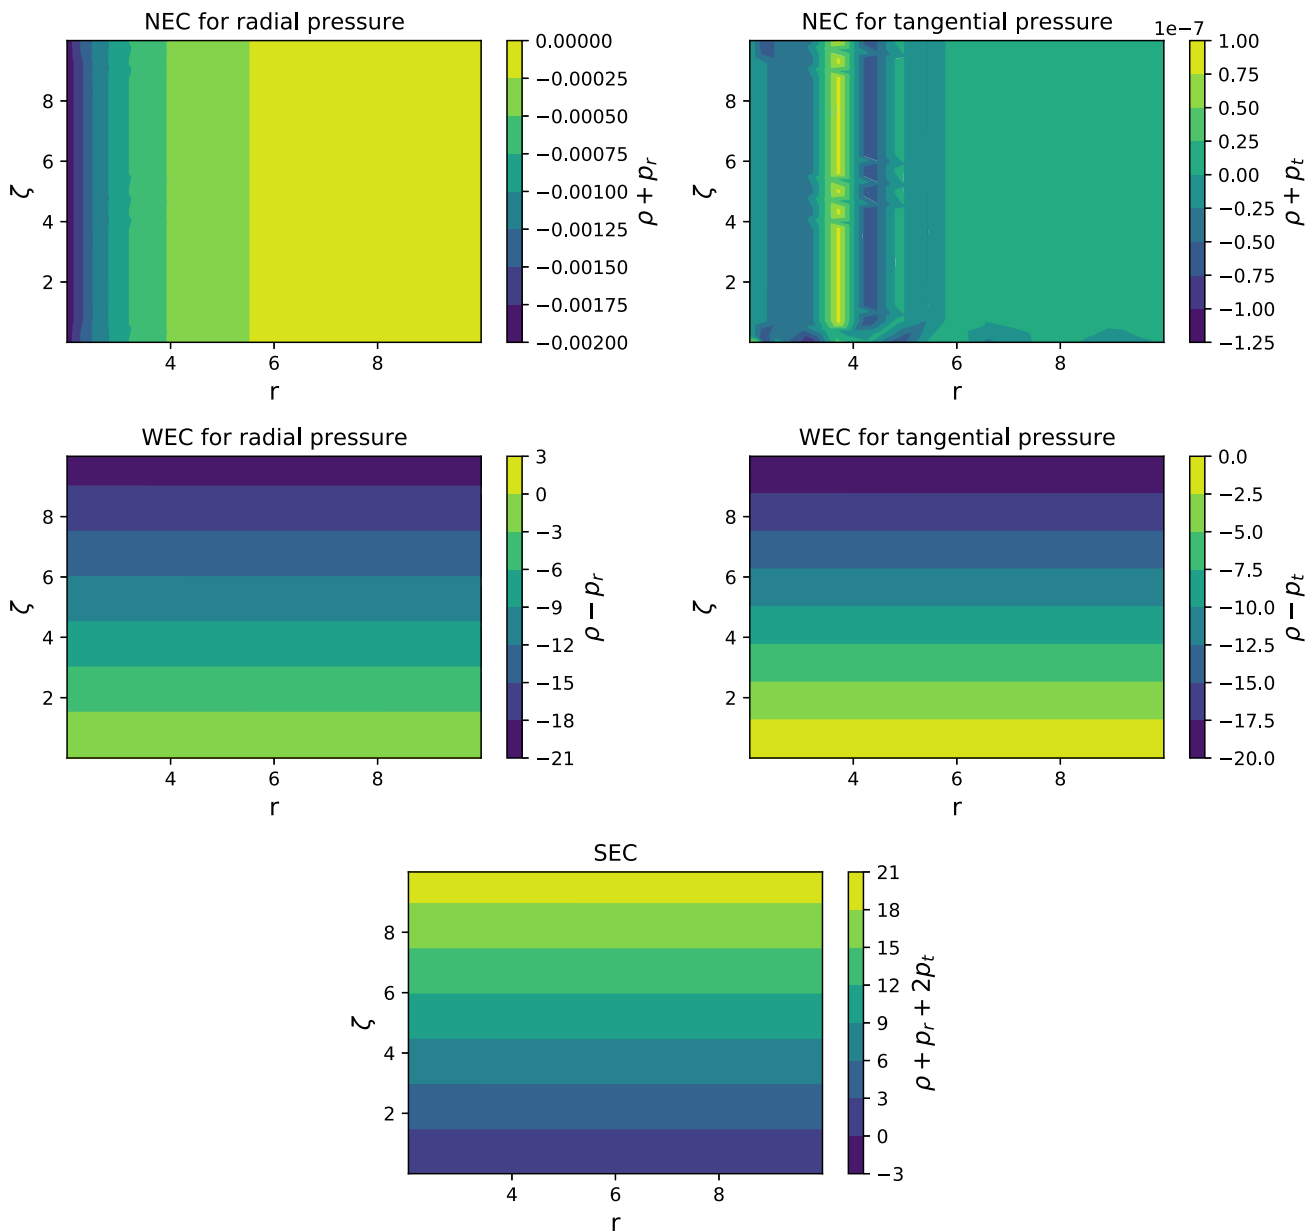 NEC for radial pressure
8
6
4
2
ζ
4 6 8
r
0.00000
−0.00025
−0.00050
−0.00075
−0.00100
−0.00125
−0.00150
−0.00175
−0.00200
ρ + p_r
NEC for tangential pressure
1e−7
8
6
4
2
ζ
4 6 8
r
1.00
0.75
0.50
0.25
0.00
−0.25
−0.50
−0.75
−1.00
−1.25
ρ + p_t
WEC for radial pressure
8
6
4
2
ζ
4 6 8
r
3
0
−3
−6
−9
−12
−15
−18
−21
ρ − p_r
WEC for tangential pressure
8
6
4
2
ζ
4 6 8
r
0.0
−2.5
−5.0
−7.5
−10.0
−12.5
−15.0
−17.5
−20.0
ρ − p_t
SEC
8
6
4
2
ζ
4 6 8
r
21
18
15
12
9
6
3
0
−3
ρ + p_r + 2p_t